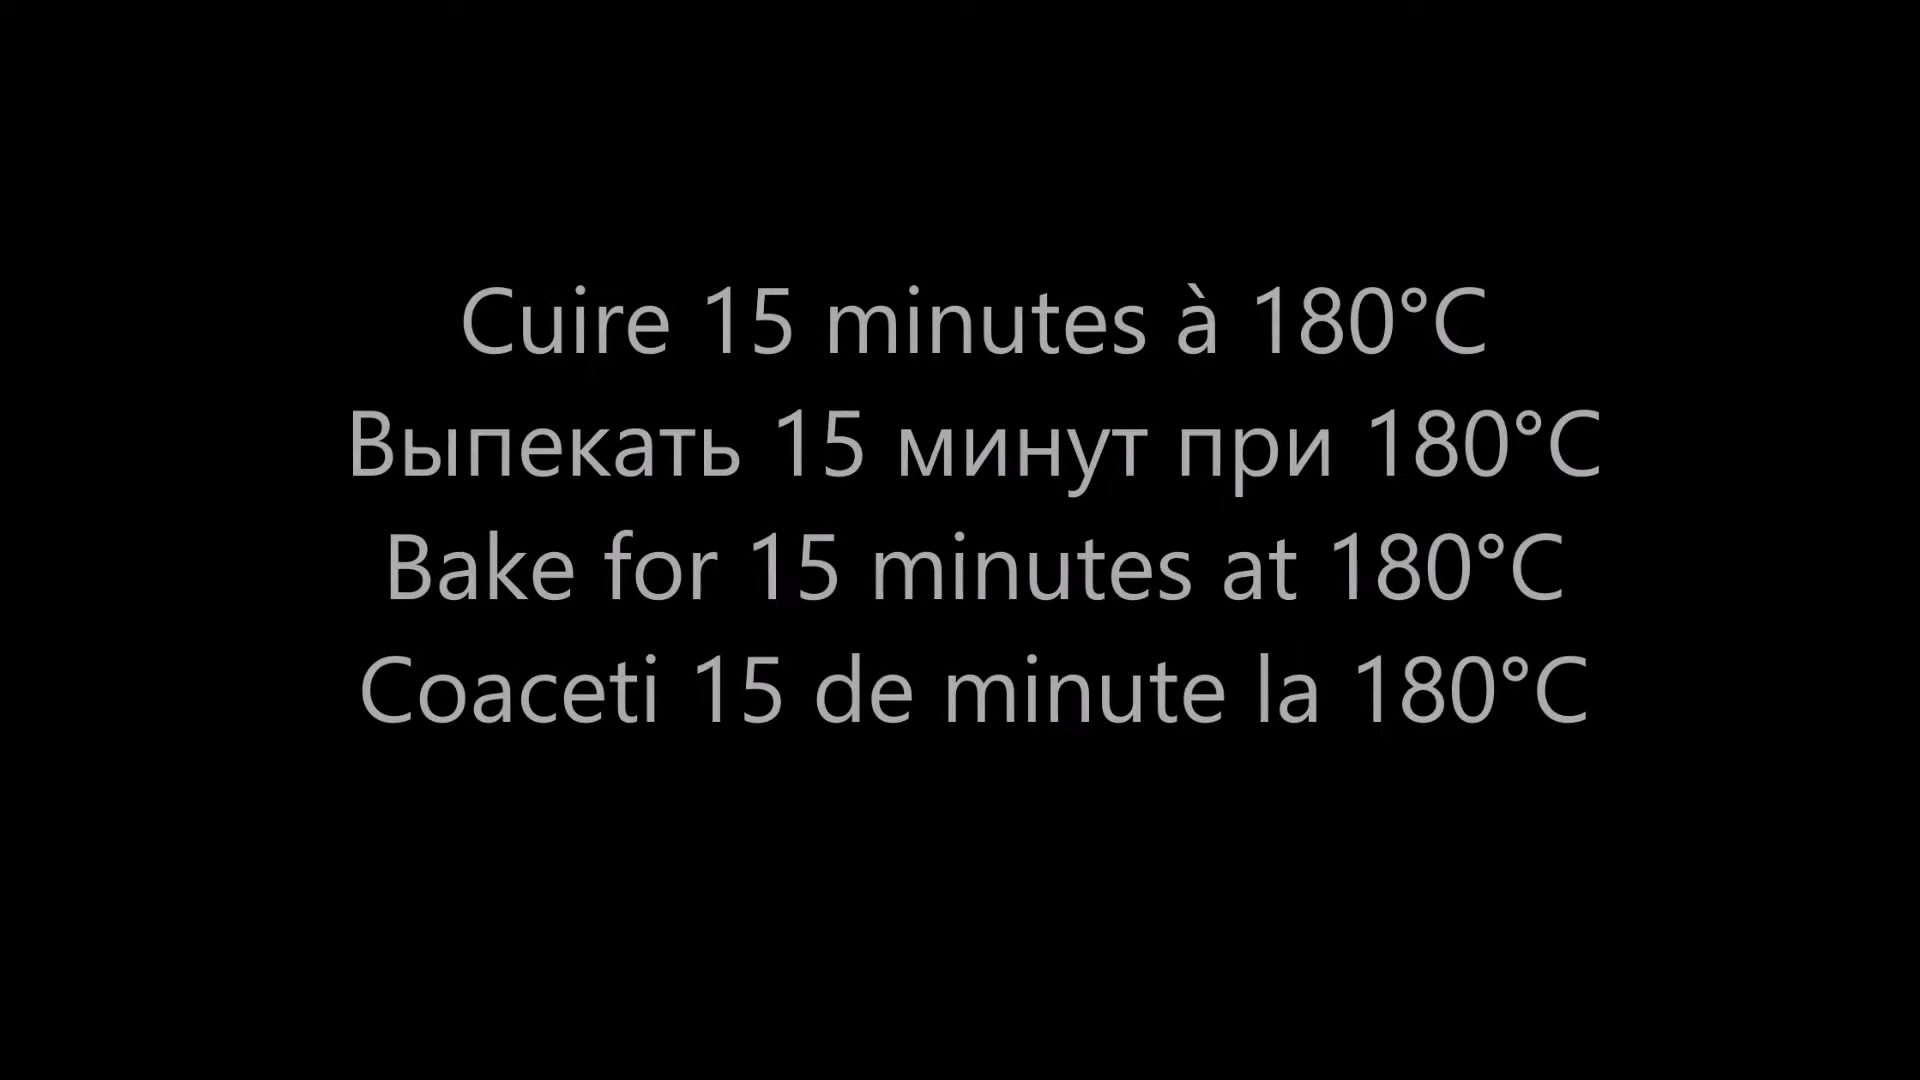 Cuire 15 minutes à 180°C
Выпекать 15 минут при 180°C
Bake for 15 minutes at 180°C
Coaceti 15 de minute la 180°C